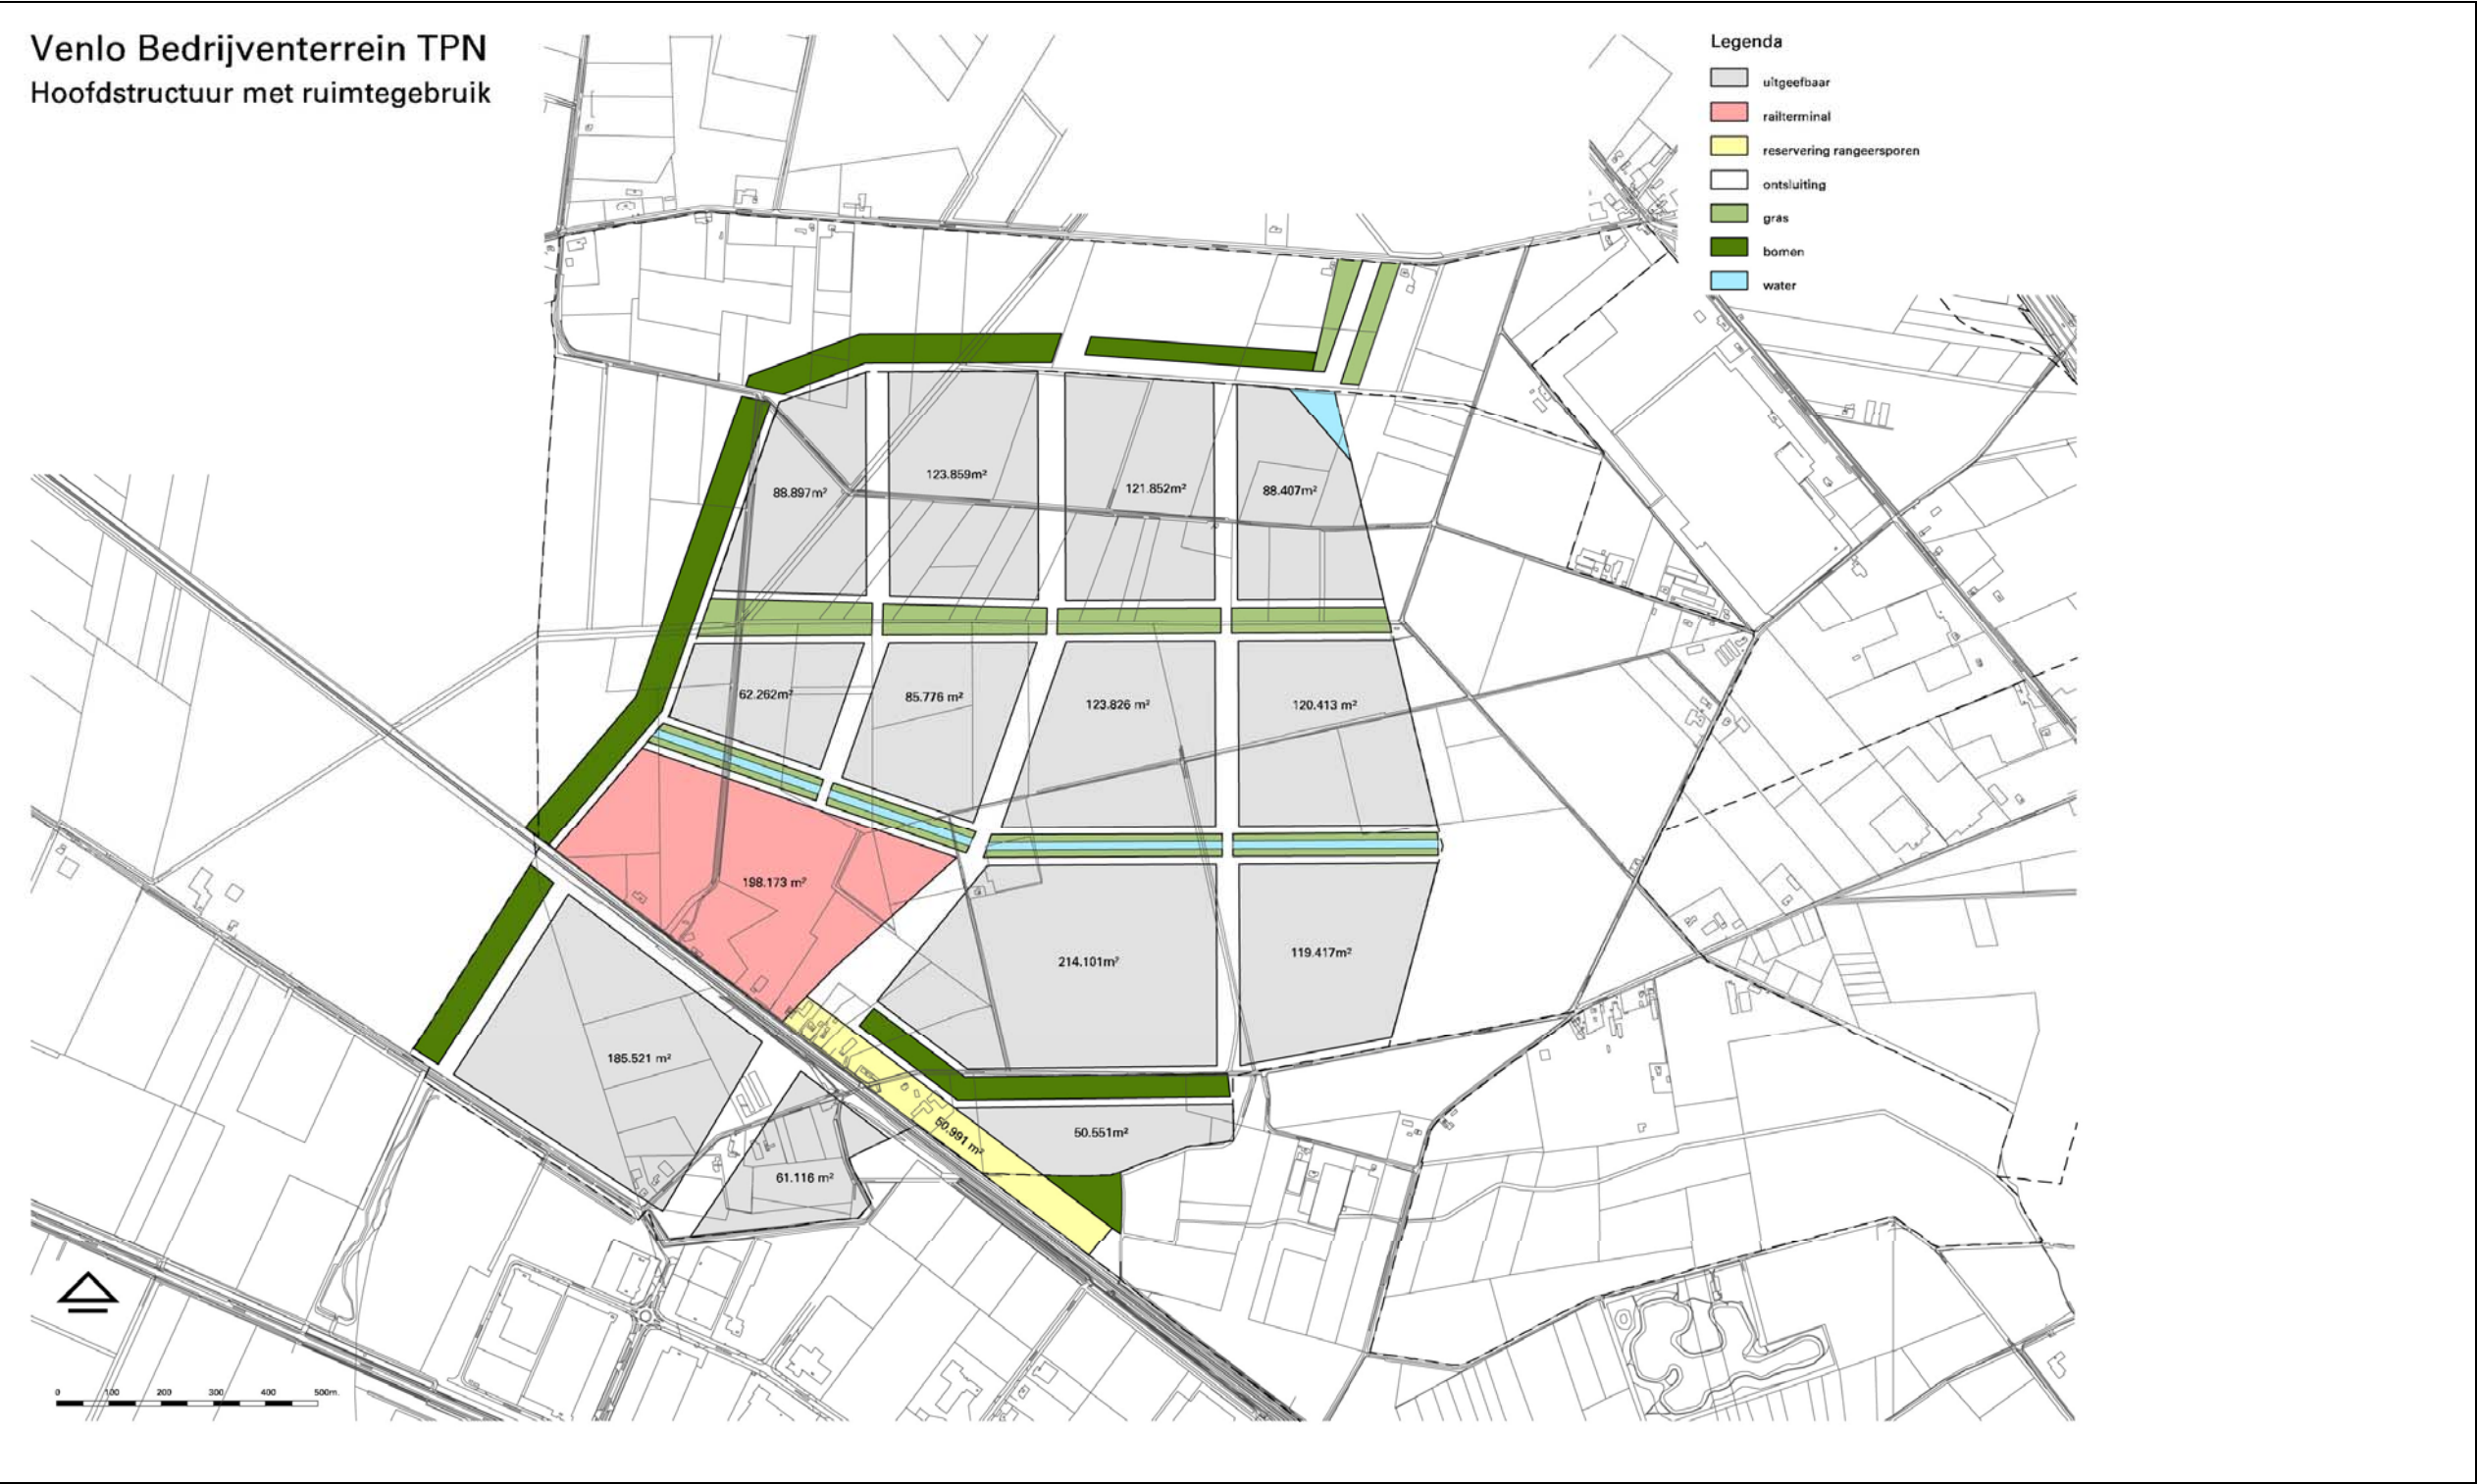 Venlo Bedrijventerrein TPN
Hoofdstructuur met ruimtegebruik
Legenda
uitgeefbaar
railterminal
reservering rangeersporen
ontsluiting
gras
bomen
water
88.897m²
123.859m²
121.852m²
88.407m²
62.262m²
85.776 m²
123.826 m²
120.413 m²
198.173 m²
214.101m²
119.417m²
185.521 m²
50.991 m²
50.551m²
61.116 m²
0 100 200 300 400 500m.